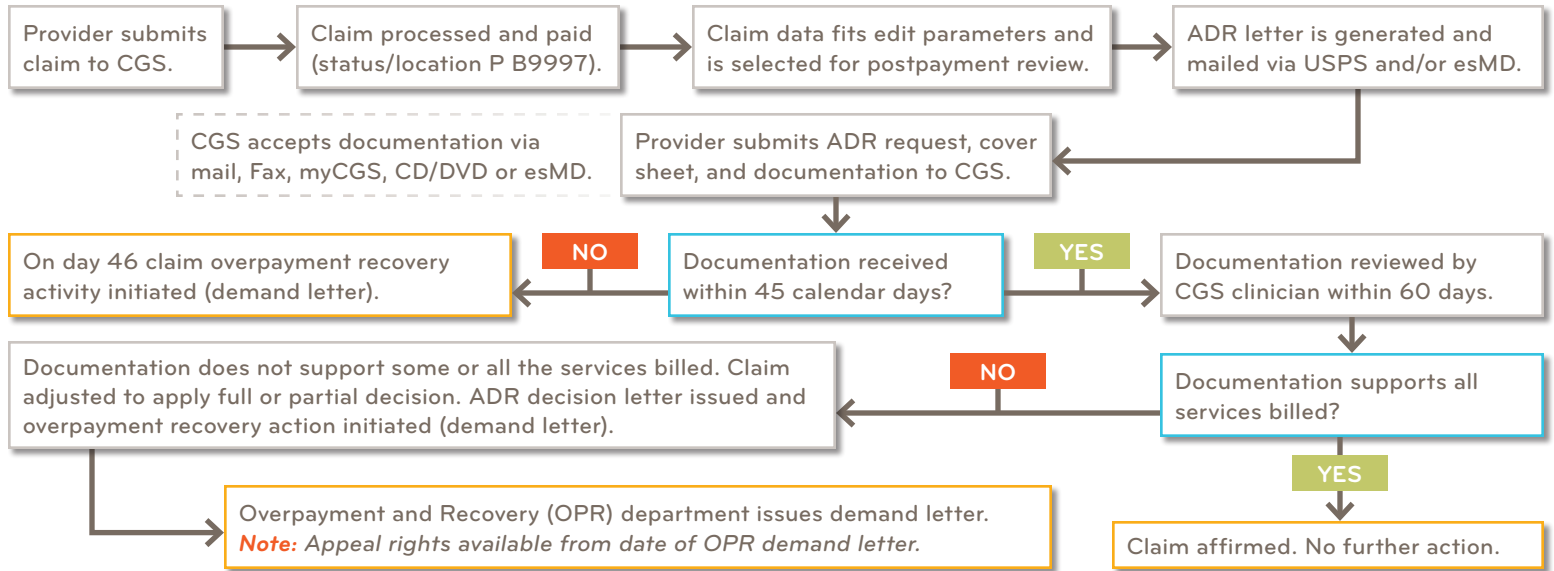 Provider submits
claim to CGS.
Claim processed and paid
(status/location P B9997).
Claim data fits edit parameters and
is selected for postpayment review.
ADR letter is generated and
mailed via USPS and/or esMD.
CGS accepts documentation via
mail, Fax, myCGS, CD/DVD or esMD.
Provider submits ADR request, cover
sheet, and documentation to CGS.
On day 46 claim overpayment recovery
activity initiated (demand letter).
NO
Documentation received
within 45 calendar days?
YES
Documentation reviewed by
CGS clinician within 60 days.
Documentation does not support some or all the services billed. Claim
adjusted to apply full or partial decision. ADR decision letter issued and
overpayment recovery action initiated (demand letter).
NO
Documentation supports all
services billed?
YES
Overpayment and Recovery (OPR) department issues demand letter.
Note: Appeal rights available from date of OPR demand letter.
Claim affirmed. No further action.